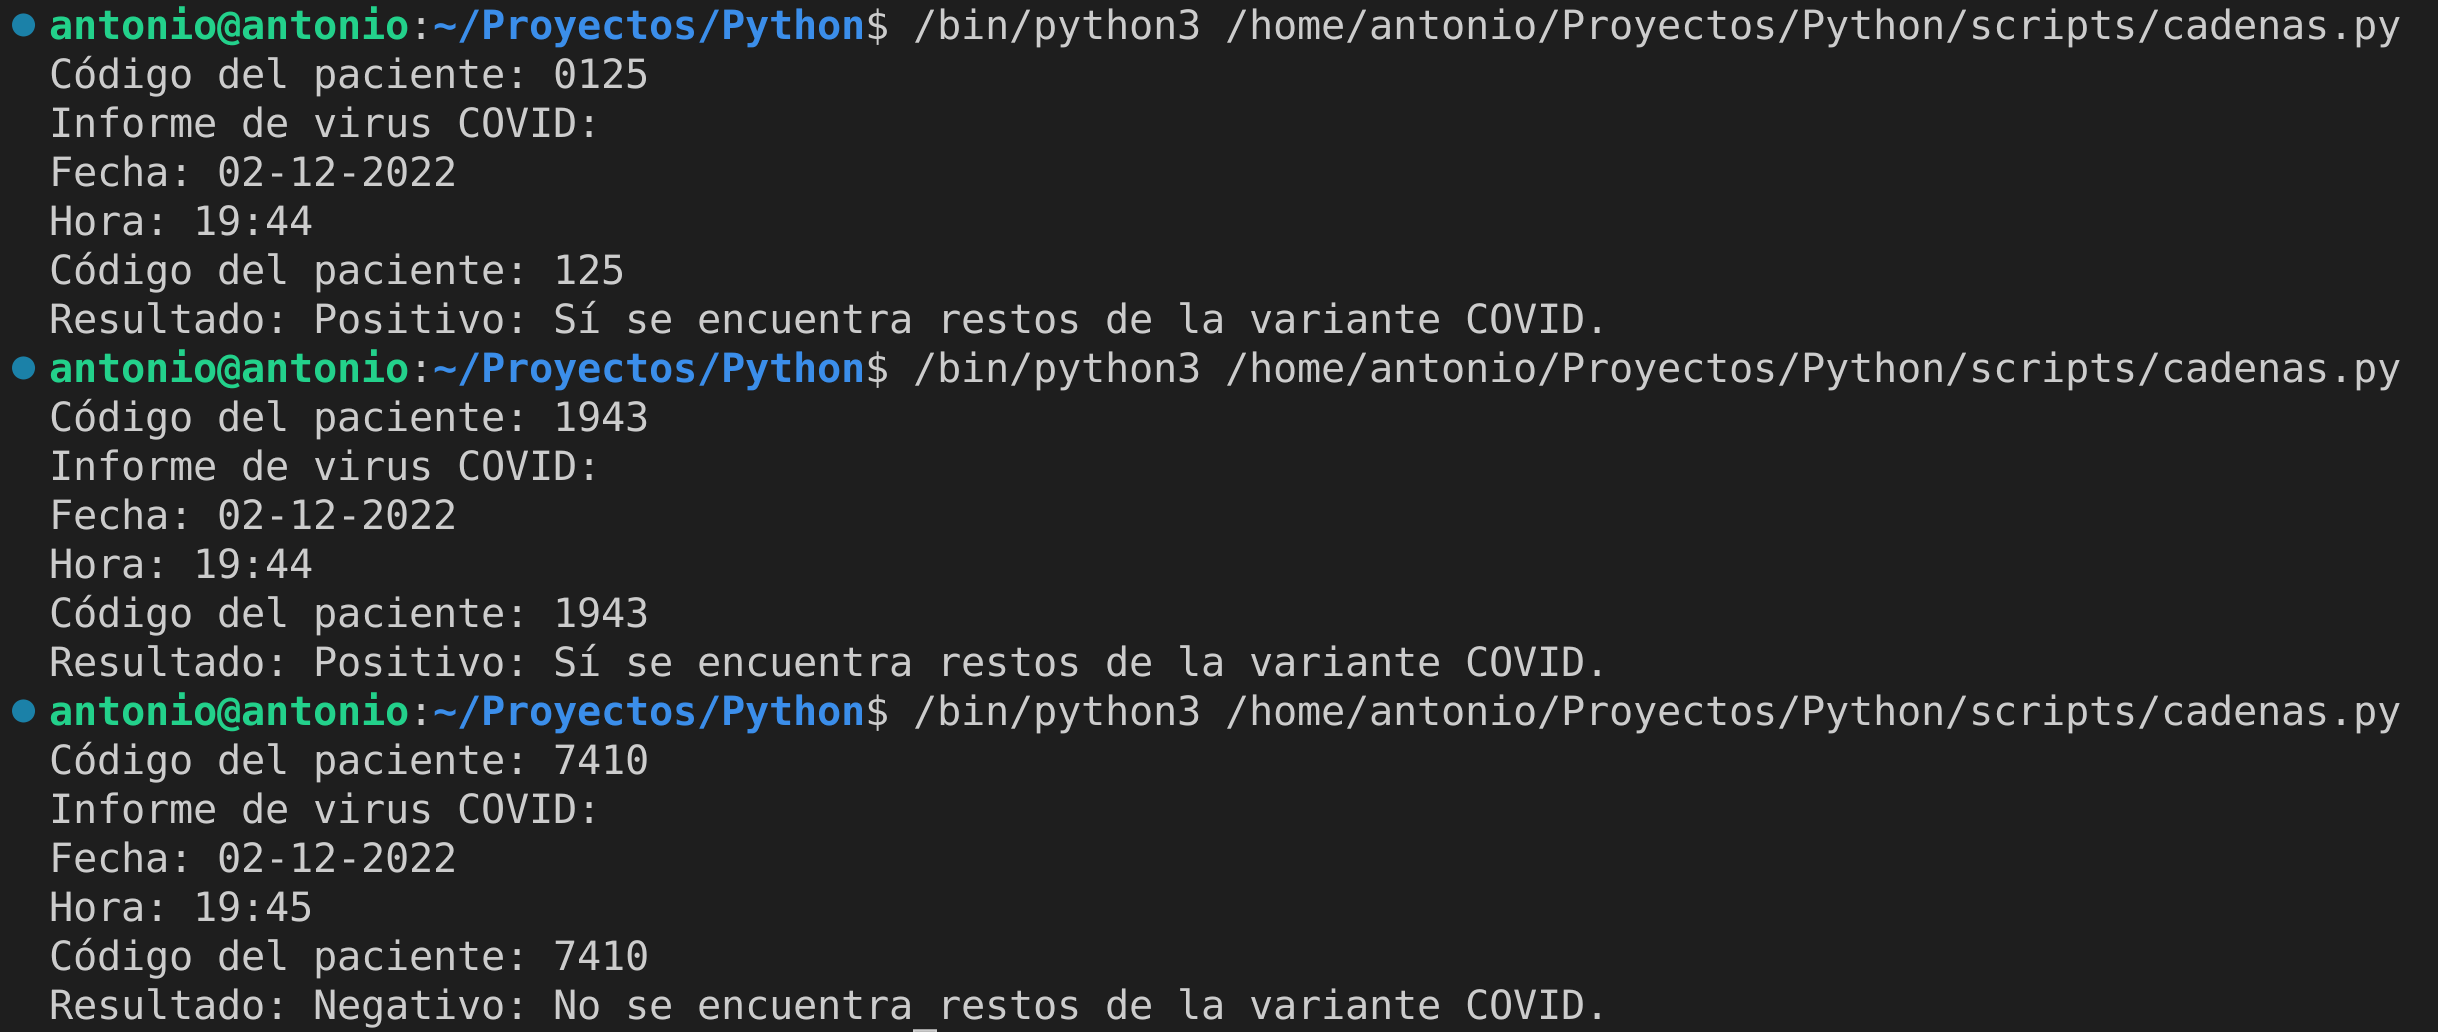 antonio@antonio:~/Proyectos/Python$ /bin/python3 /home/antonio/Proyectos/Python/scripts/cadenas.py
Código del paciente: 0125
Informe de virus COVID:
Fecha: 02-12-2022
Hora: 19:44
Código del paciente: 125
Resultado: Positivo: Sí se encuentra restos de la variante COVID.
antonio@antonio:~/Proyectos/Python$ /bin/python3 /home/antonio/Proyectos/Python/scripts/cadenas.py
Código del paciente: 1943
Informe de virus COVID:
Fecha: 02-12-2022
Hora: 19:44
Código del paciente: 1943
Resultado: Positivo: Sí se encuentra restos de la variante COVID.
antonio@antonio:~/Proyectos/Python$ /bin/python3 /home/antonio/Proyectos/Python/scripts/cadenas.py
Código del paciente: 7410
Informe de virus COVID:
Fecha: 02-12-2022
Hora: 19:45
Código del paciente: 7410
Resultado: Negativo: No se encuentra restos de la variante COVID.